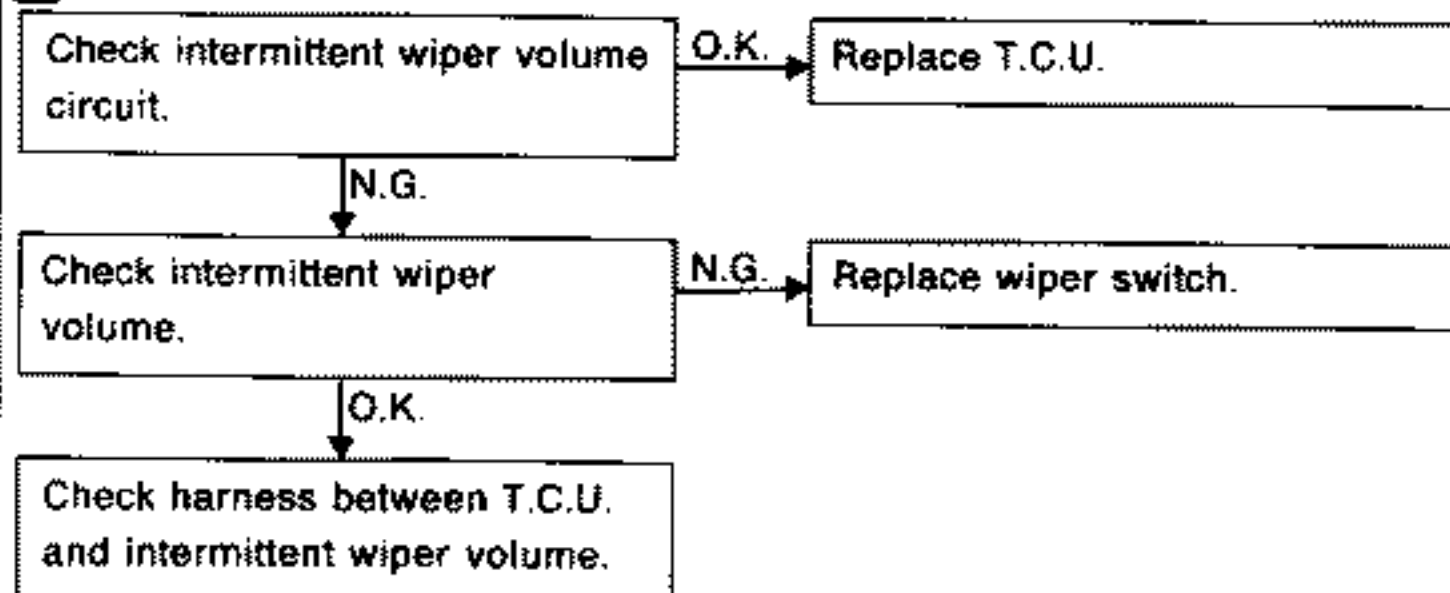 Check intermittent wiper volume
circuit.
O.K.
Replace T.C.U.
N.G.
Check intermittent wiper
volume.
N.G.
Replace wiper switch.
O.K.
Check harness between T.C.U.
and intermittent wiper volume.